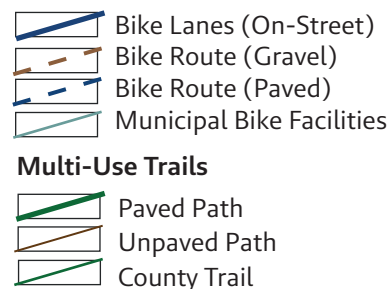 Bike Lanes (On-Street)
Bike Route (Gravel)
Bike Route (Paved)
Municipal Bike Facilities
Multi-Use Trails
Paved Path
Unpaved Path
County Trail